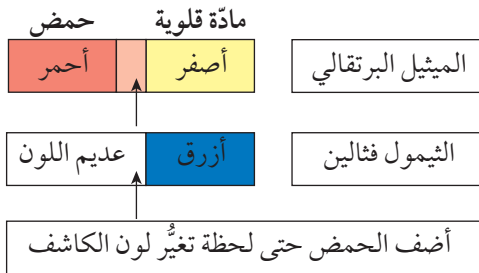 مادّة قلوية حمض
الميثيل البرتقالي أصفر أحمر
الثيمول فثالين أزرق عديم اللون
أضف الحمض حتى لحظة تغيُّر لون الكاشف